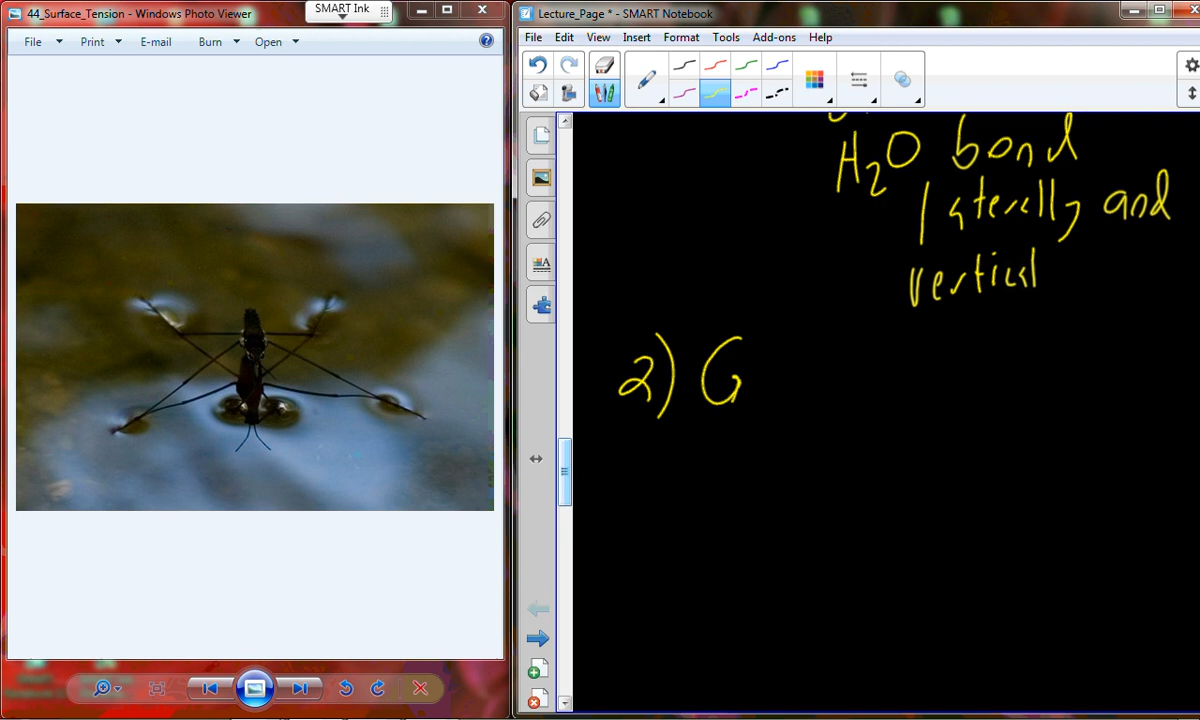 44_Surface_Tension - Windows Photo Viewer
SMART Ink
File Print E-mail Burn Open
Lecture_Page * - SMART Notebook
File Edit View Insert Format Tools Add-ons Help
H₂O bond
laterally and
vertical
2) G